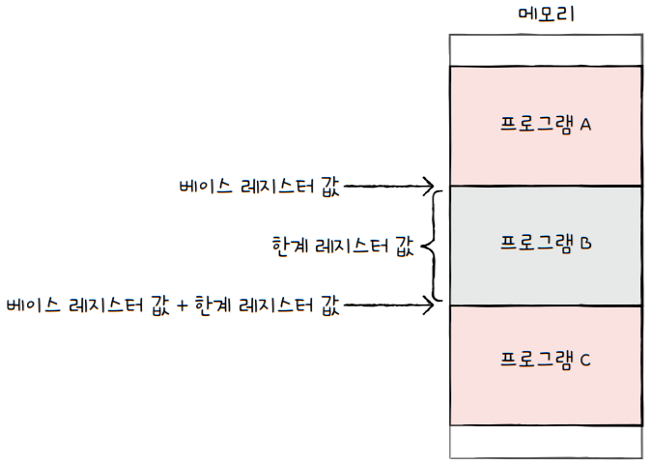 메모리
프로그램 A
베이스 레지스터 값
한계 레지스터 값
프로그램 B
베이스 레지스터 값 + 한계 레지스터 값
프로그램 C